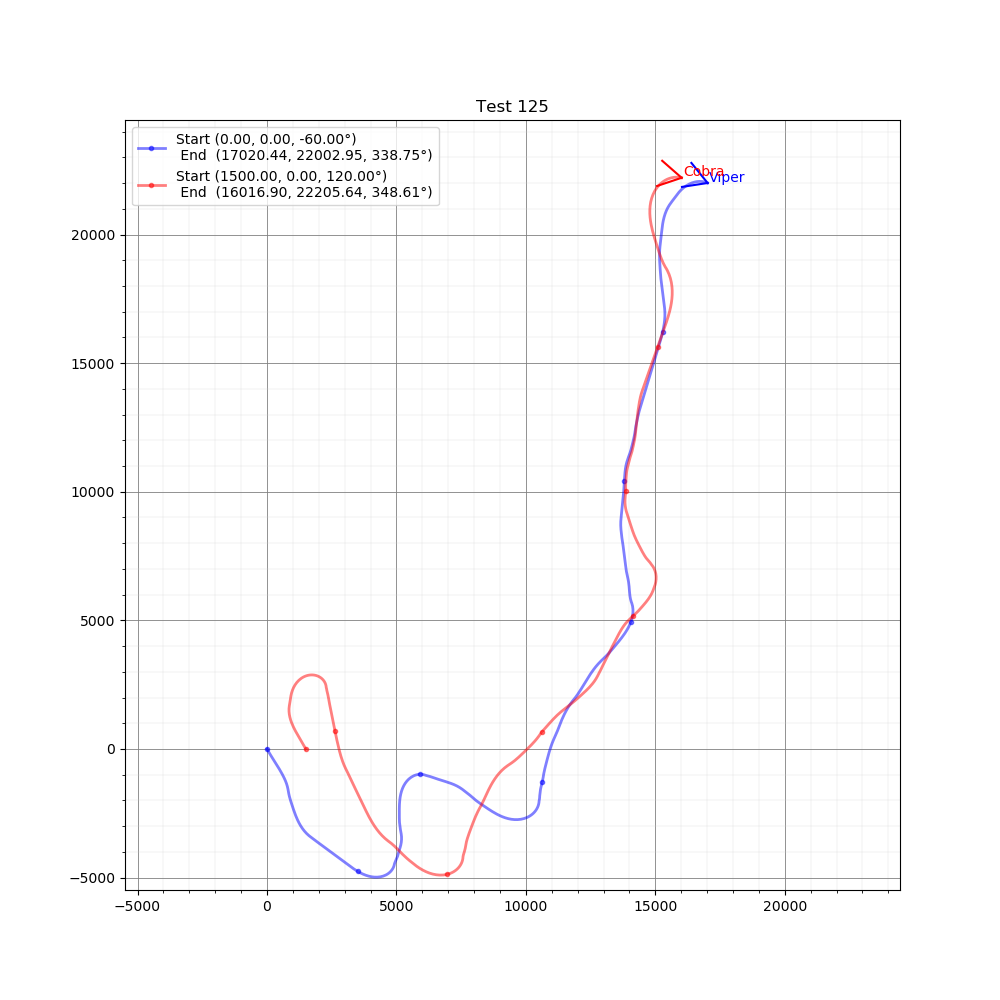 Test 125
Start (0.00, 0.00, -60.00°)
End (17020.44, 22002.95, 338.75°)
Start (1500.00, 0.00, 120.00°)
End (16016.90, 22205.64, 348.61°)
Cobra
Viper
20000
15000
10000
5000
0
−5000
−5000
0
5000
10000
15000
20000